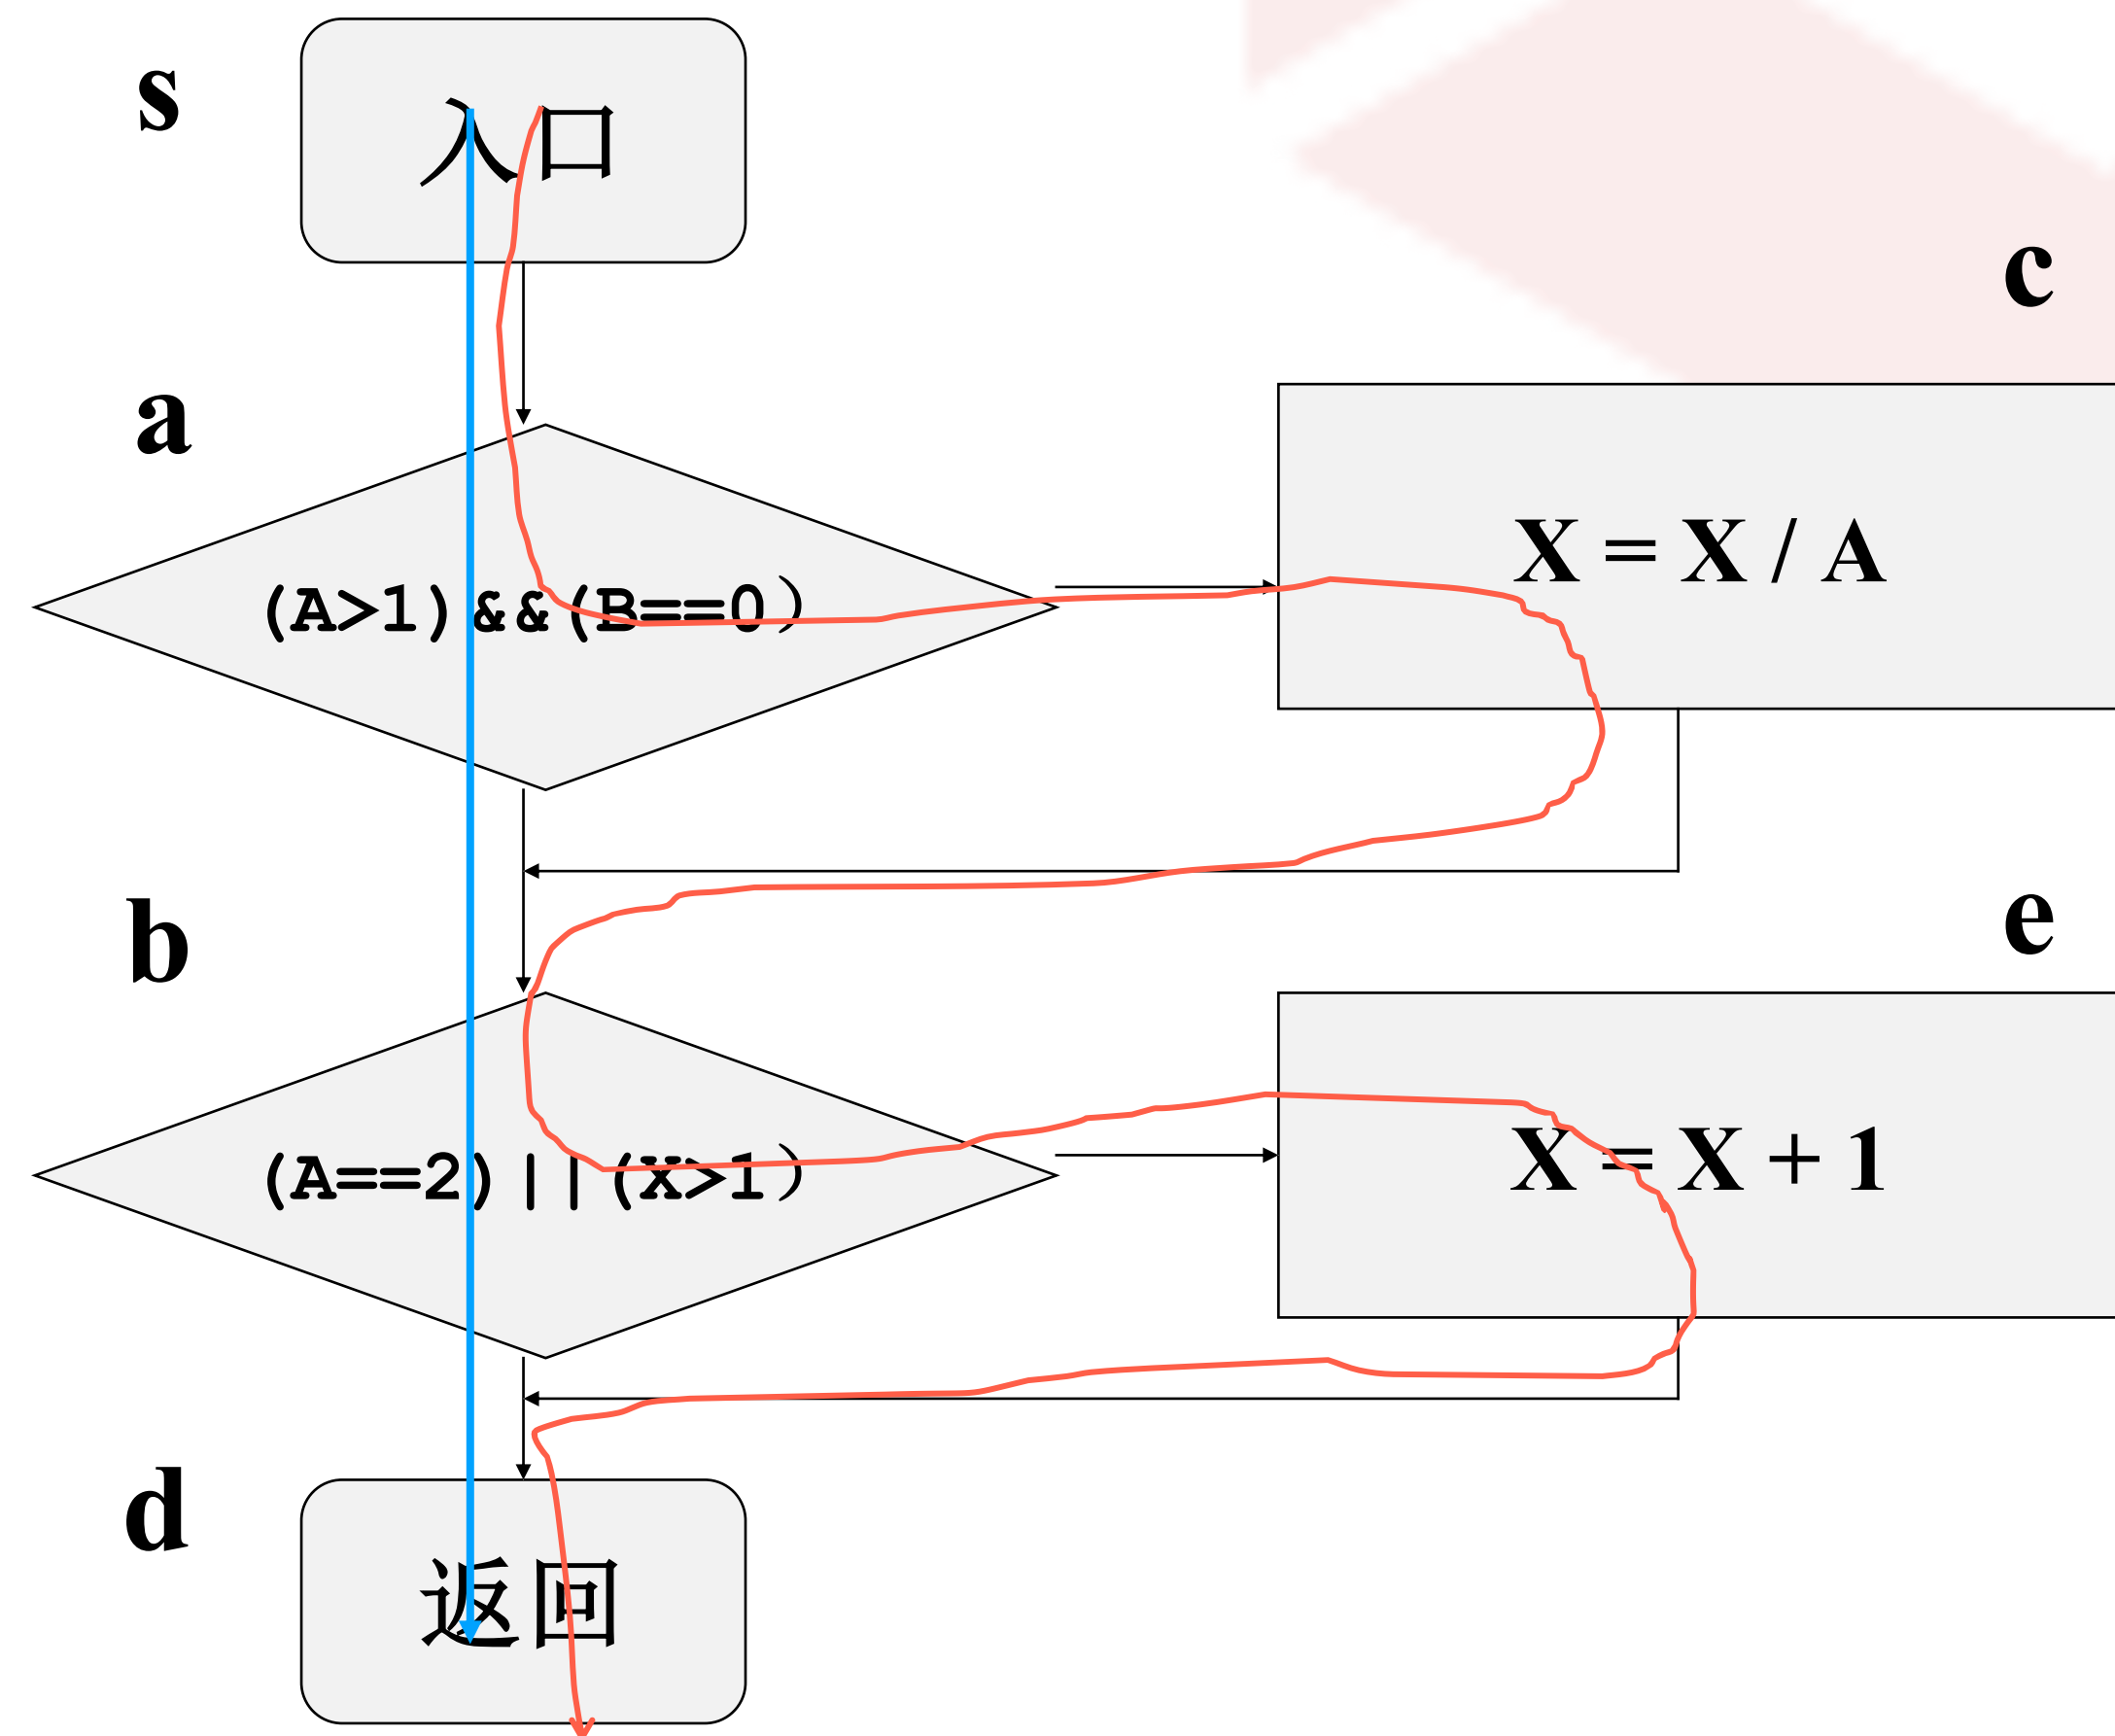 s
入口
c
a
(A>1) && (B==0)
X = X / A
b
e
(A==2) || (X>1)
X = X + 1
d
返回